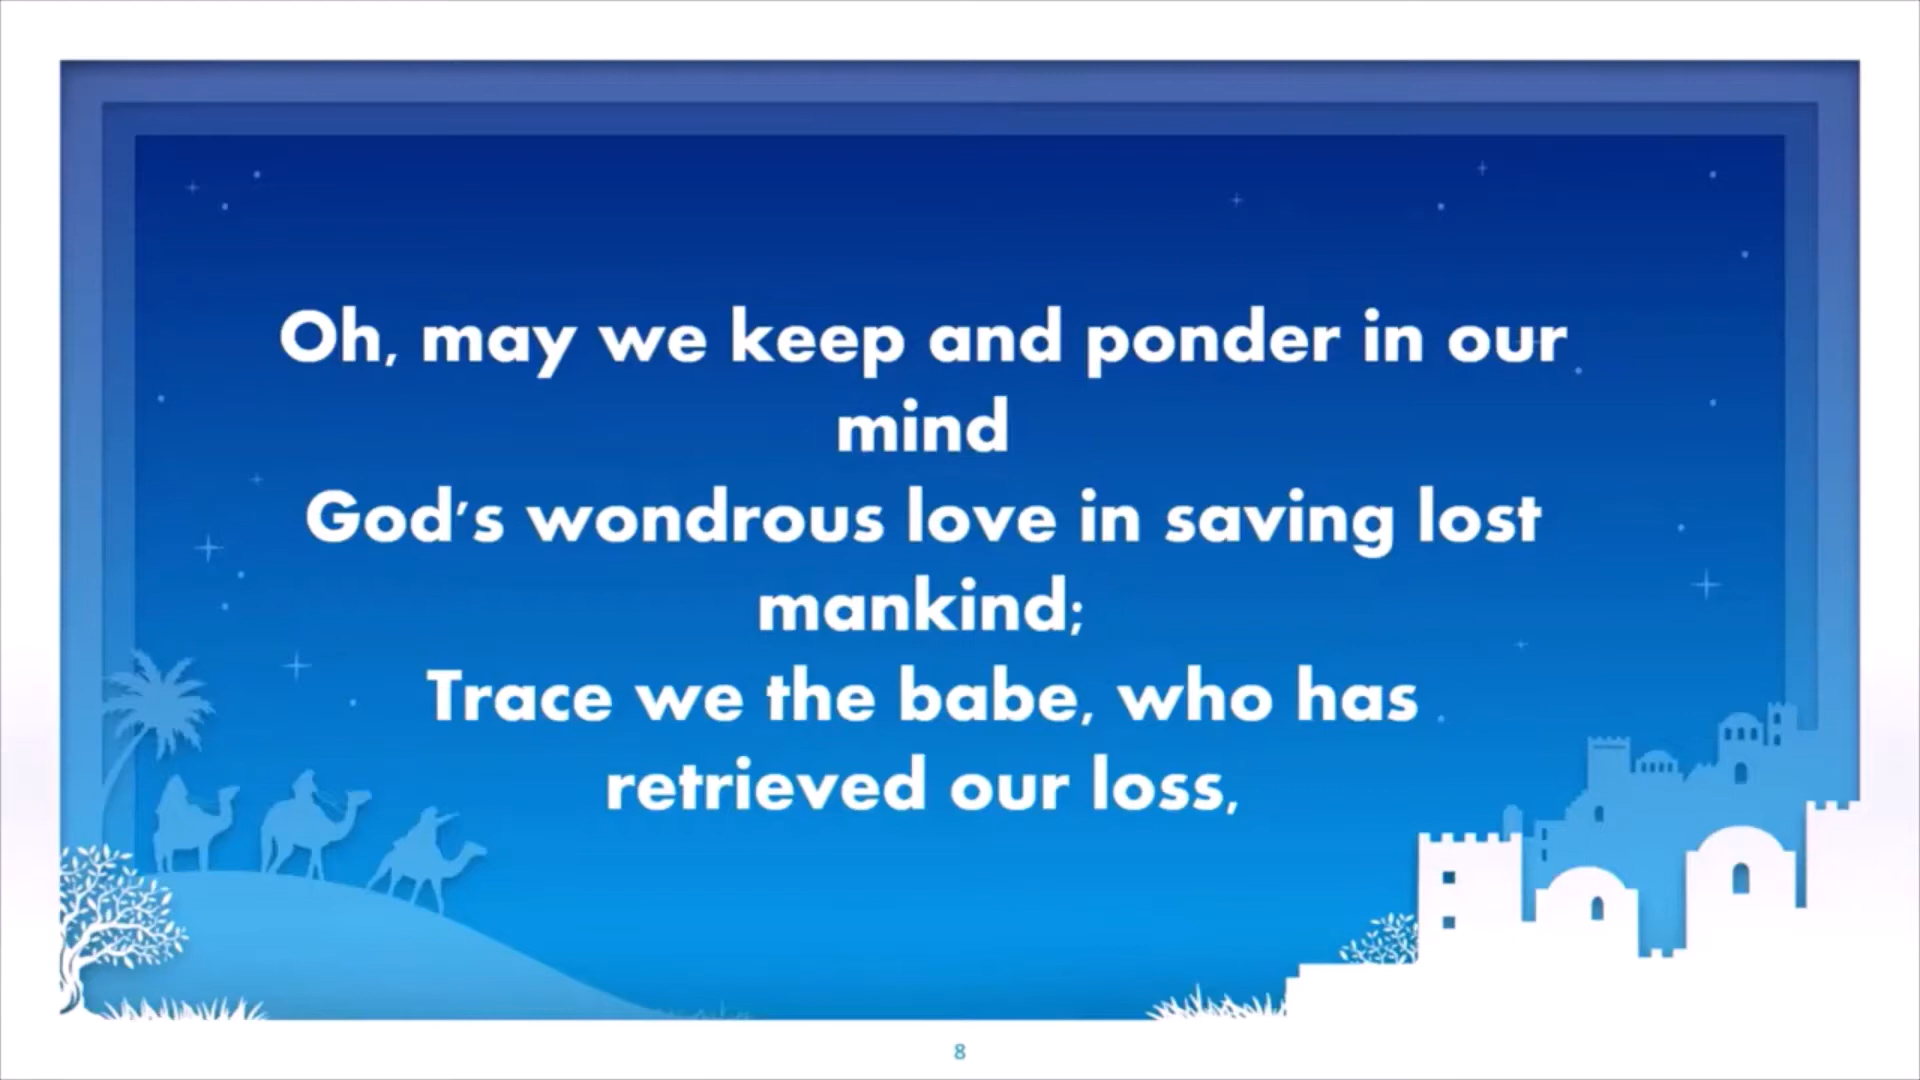 Oh, may we keep and ponder in our
mind
God's wondrous love in saving lost
mankind;
Trace we the babe, who has
retrieved our loss,
8